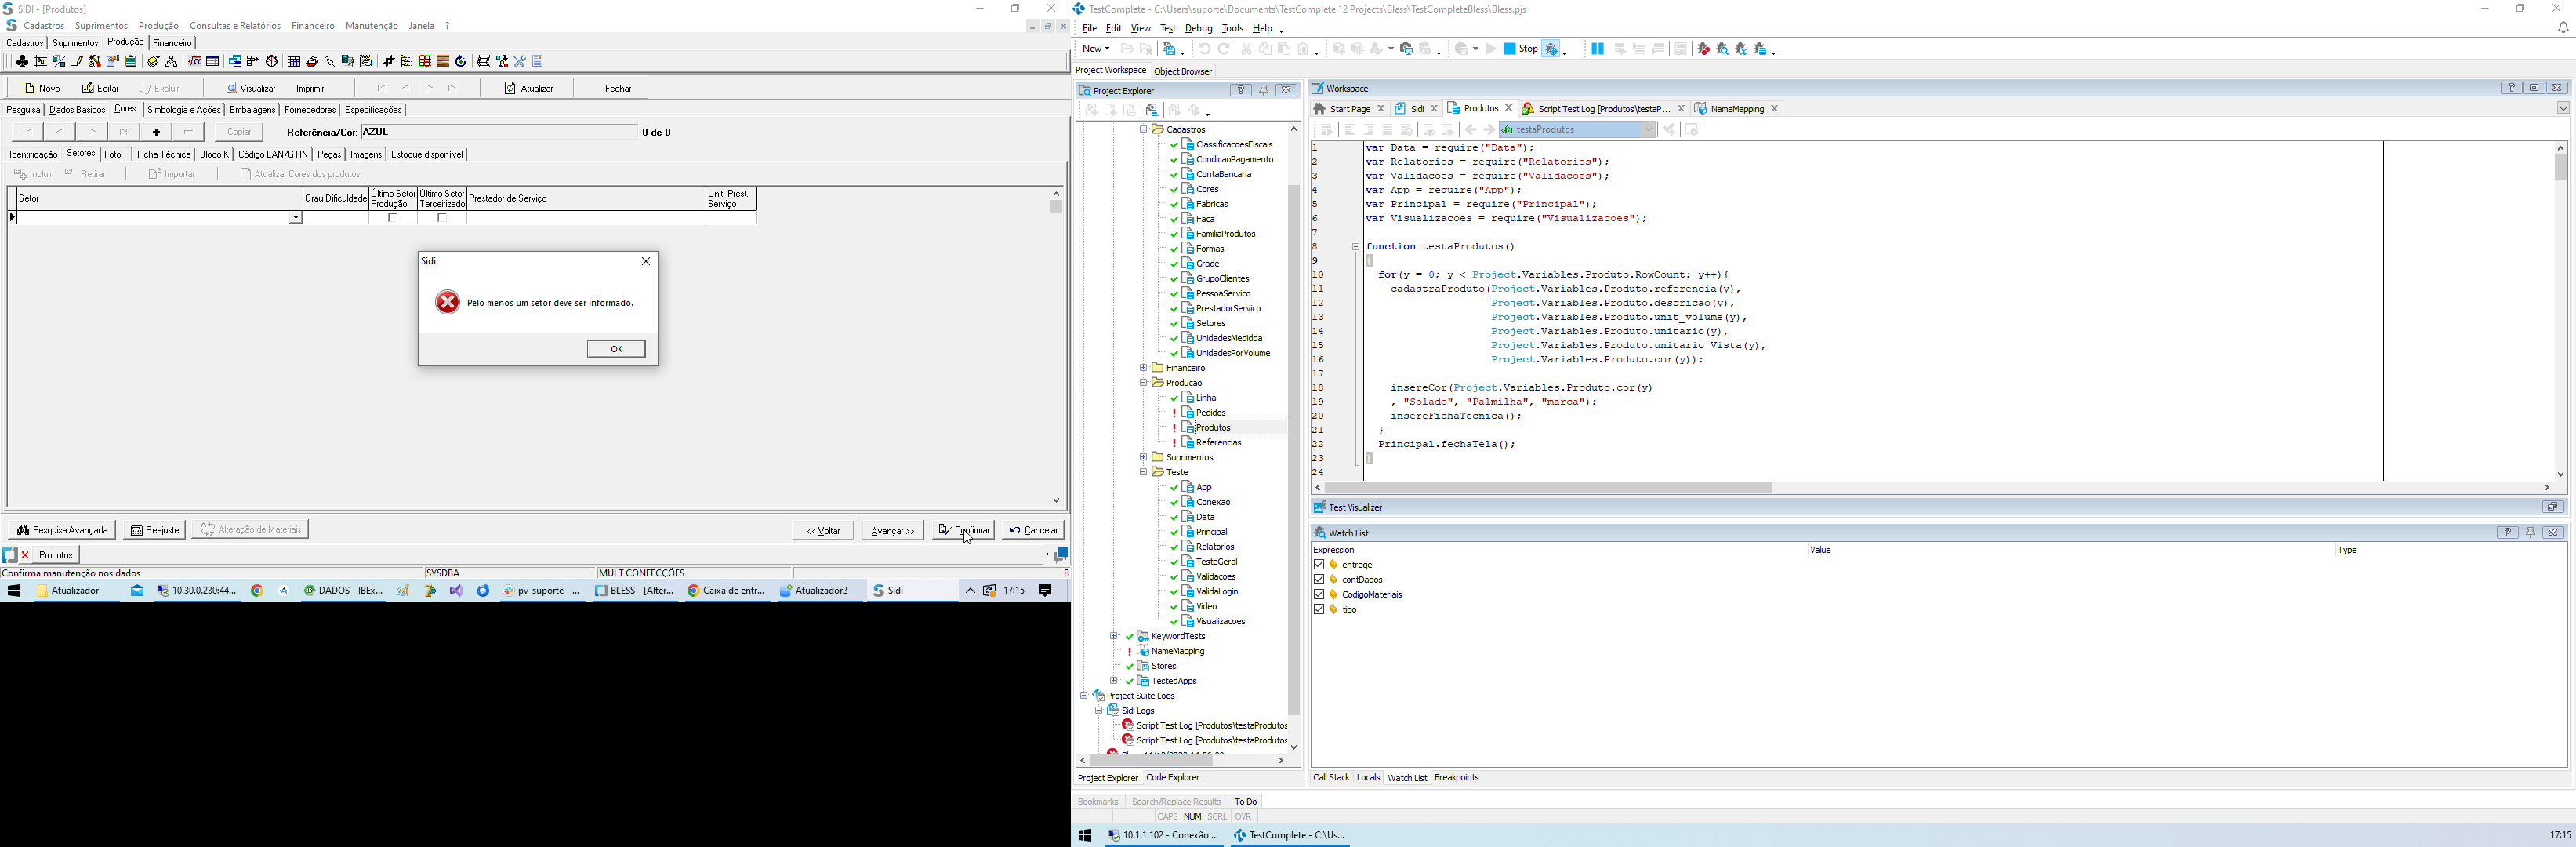 SIDI - [Produtos]
Cadastros Suprimentos Produção Consultas e Relatórios Financeiro Manutenção Janela ?
Cadastros Suprimentos Produção Financeiro
Novo Editar Excluir Visualizar Imprimir Atualizar Fechar
Pesquisa Dados Básicos Cores Simbologia e Ações Embalagens Fornecedores Especificações
Copiar Referência/Cor: AZUL 0 de 0
Identificação Setores Foto Ficha Técnica Bloco K Código EAN/GTIN Peças Imagens Estoque disponível
Incluir Retirar Importar Atualizar Cores dos produtos
Setor Grau Dificuldade Último Setor Produção Último Setor Terceirizado Prestador de Serviço Unit. Prest. Serviço
Sidi
Pelo menos um setor deve ser informado.
OK
Pesquisa Avançada Reajuste Alteração de Materiais << Voltar Avançar >> Confirmar Cancelar
Produtos
Confirma manutenção nos dados SYSDBA MULT CONFECÇÕES B
Atualizador 10.30.0.230:44... DADOS - IBEx... pv-suporte - ... BLESS - [Alter... Caixa de entr... Atualizador2 Sidi 17:15
TestComplete - C:\Users\suporte\Documents\TestComplete 12 Projects\Bless\TestCompleteBless\Bless.pjs
File Edit View Test Debug Tools Help
New Stop
Project Workspace Object Browser
Project Explorer
Cadastros
ClassificacoesFiscais
CondicaoPagamento
ContaBancaria
Cores
Fabricas
Faca
FamiliaProdutos
Formas
Grade
GrupoClientes
PessoaServico
PrestadorServico
Setores
UnidadesMedidda
UnidadesPorVolume
Financeiro
Producao
Linha
Pedidos
Produtos
Referencias
Suprimentos
Teste
App
Conexao
Data
Principal
Relatorios
TesteGeral
Validacoes
ValidaLogin
Video
Visualizacoes
KeywordTests
NameMapping
Stores
TestedApps
Project Suite Logs
Sidi Logs
Script Test Log [Produtos\testaProdutos
Script Test Log [Produtos\testaProdutos
Project Explorer Code Explorer
Workspace
Start Page Sidi Produtos Script Test Log [Produtos\testaP... NameMapping
testaProdutos
1 var Data = require("Data");
2 var Relatorios = require("Relatorios");
3 var Validacoes = require("Validacoes");
4 var App = require("App");
5 var Principal = require("Principal");
6 var Visualizacoes = require("Visualizacoes");
7
8 function testaProdutos()
9 {
10 for(y = 0; y < Project.Variables.Produto.RowCount; y++){
11 cadastraProduto(Project.Variables.Produto.referencia(y),
12 Project.Variables.Produto.descricao(y),
13 Project.Variables.Produto.unit_volume(y),
14 Project.Variables.Produto.unitario(y),
15 Project.Variables.Produto.unitario_Vista(y),
16 Project.Variables.Produto.cor(y));
17
18 insereCor(Project.Variables.Produto.cor(y)
19 , "Solado", "Palmilha", "marca");
20 insereFichaTecnica();
21 }
22 Principal.fechaTela();
23 }
24
Test Visualizer
Watch List
Expression Value Type
entrege
contDados
CodigoMateriais
tipo
Call Stack Locals Watch List Breakpoints
Bookmarks Search/Replace Results To Do
CAPS NUM SCRL OVR
10.1.1.102 - Conexão ... TestComplete - C:\Us... 17:15